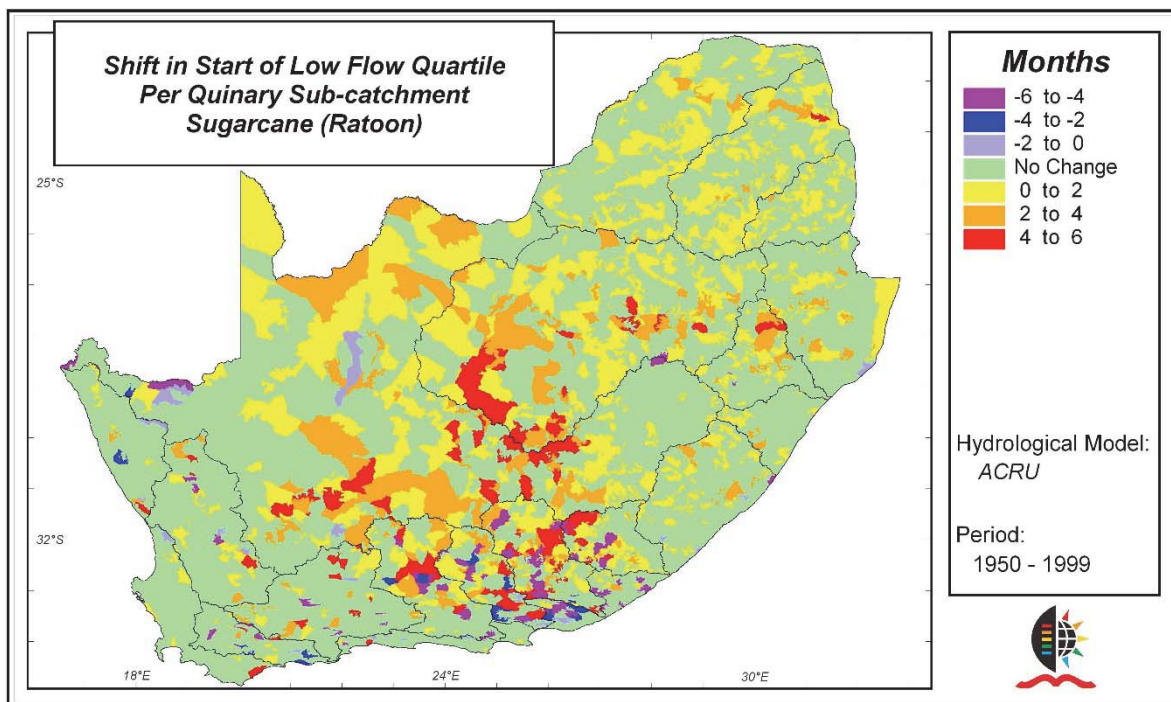 Shift in Start of Low Flow Quartile
Per Quinary Sub-catchment
Sugarcane (Ratoon)
Months
-6 to -4
-4 to -2
-2 to 0
No Change
0 to 2
2 to 4
4 to 6
25°S
32°S
18°E
24°E
30°E
Hydrological Model:
ACRU
Period:
1950 - 1999